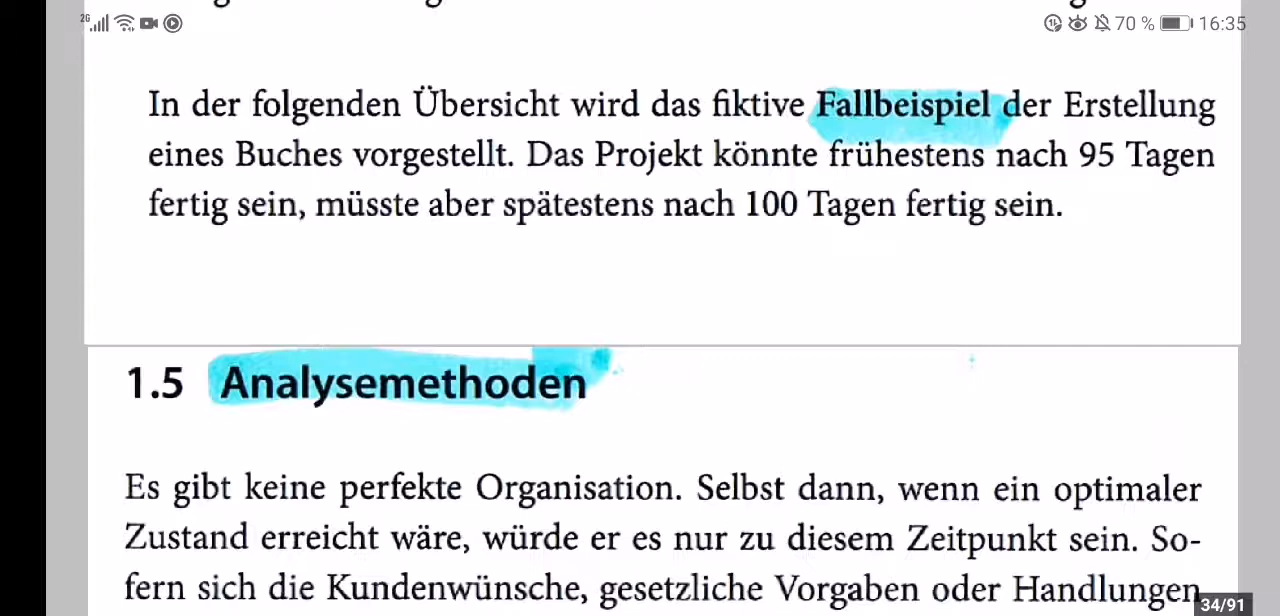 2G 70 % 16:35
In der folgenden Übersicht wird das fiktive Fallbeispiel der Erstellung
eines Buches vorgestellt. Das Projekt könnte frühestens nach 95 Tagen
fertig sein, müsste aber spätestens nach 100 Tagen fertig sein.
1.5 Analysemethoden
Es gibt keine perfekte Organisation. Selbst dann, wenn ein optimaler
Zustand erreicht wäre, würde er es nur zu diesem Zeitpunkt sein. So-
fern sich die Kundenwünsche, gesetzliche Vorgaben oder Handlungen
34/91